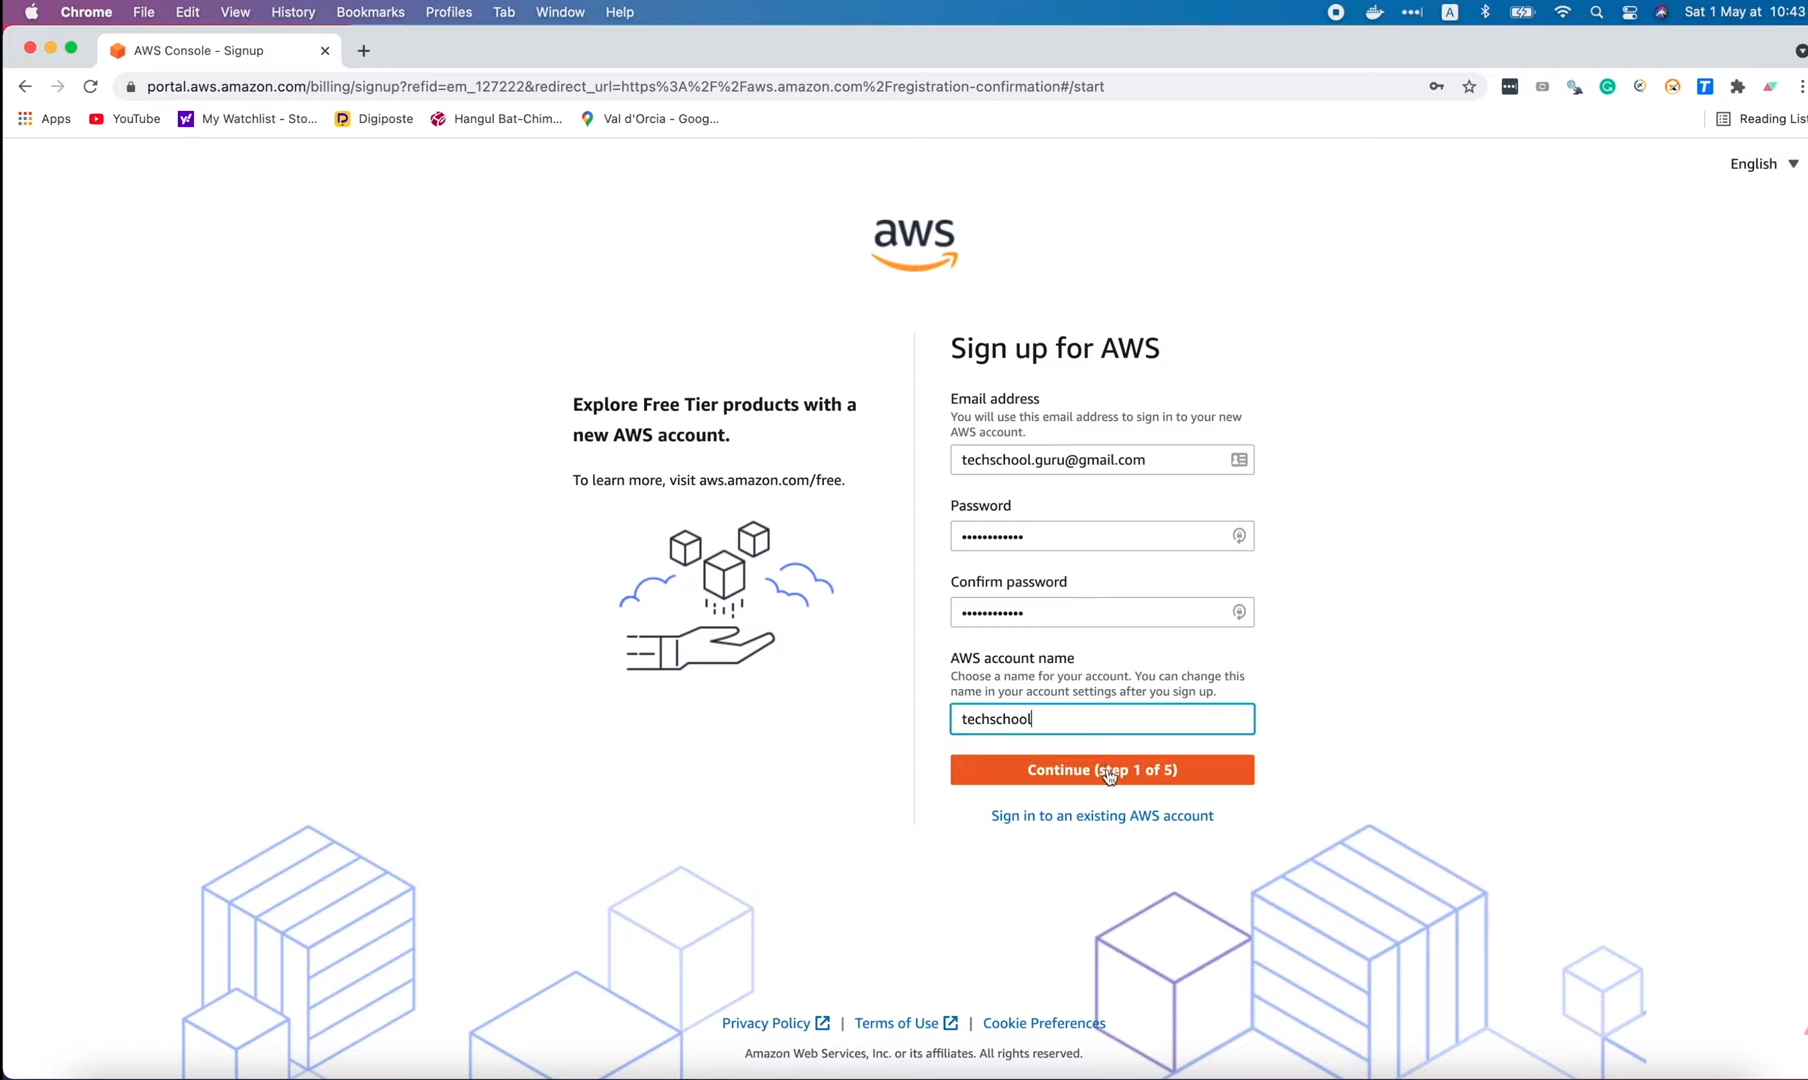 Chrome File Edit View History Bookmarks Profiles Tab Window Help
A Sat 1 May at 10:43
AWS Console - Signup
portal.aws.amazon.com/billing/signup?refid=em_127222&redirect_url=https%3A%2F%2Faws.amazon.com%2Fregistration-confirmation#/start
Apps YouTube My Watchlist - Sto... Digiposte Hangul Bat-Chim... Val d'Orcia - Goog...
Reading List
English
aws
Explore Free Tier products with a
new AWS account.
To learn more, visit aws.amazon.com/free.
Sign up for AWS
Email address
You will use this email address to sign in to your new
AWS account.
techschool.guru@gmail.com
Password
••••••••••••
Confirm password
••••••••••••
AWS account name
Choose a name for your account. You can change this
name in your account settings after you sign up.
techschool
Continue (step 1 of 5)
Sign in to an existing AWS account
Privacy Policy | Terms of Use | Cookie Preferences
Amazon Web Services, Inc. or its affiliates. All rights reserved.